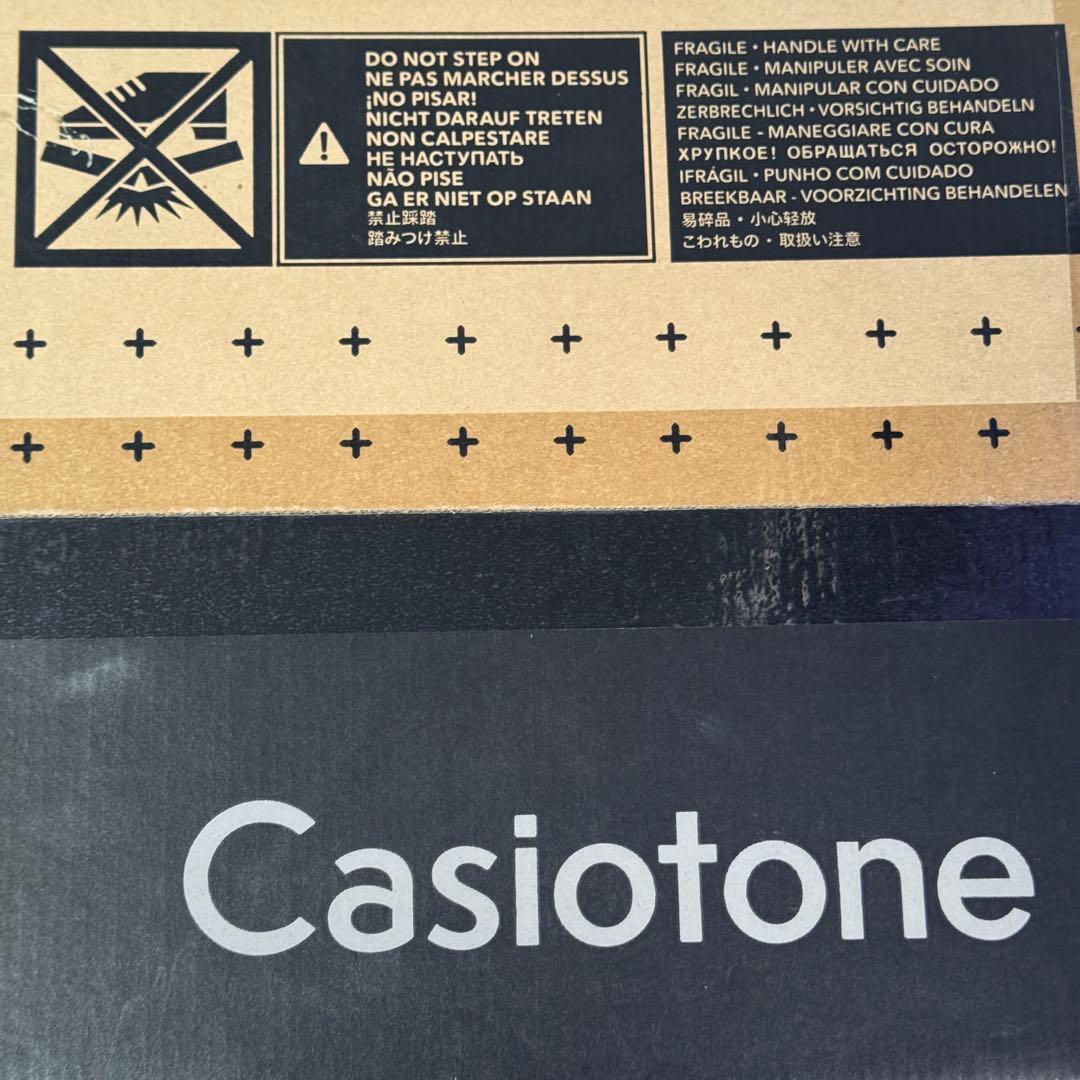 DO NOT STEP ON
NE PAS MARCHER DESSUS
¡NO PISAR!
NICHT DARAUF TRETEN
NON CALPESTARE
НЕ НАСТУПАТЬ
NÃO PISE
GA ER NIET OP STAAN
禁止踩踏
踏みつけ禁止
FRAGILE • HANDLE WITH CARE
FRAGILE • MANIPULER AVEC SOIN
FRAGIL • MANIPULAR CON CUIDADO
ZERBRECHLICH • VORSICHTIG BEHANDELN
FRAGILE - MANEGGIARE CON CURA
ХРУПКОЕ! ОБРАЩАТЬСЯ ОСТОРОЖНО!
IFRÁGIL • PUNHO COM CUIDADO
BREEKBAAR - VOORZICHTING BEHANDELEN
易碎品・小心轻放
こわれもの・取扱い注意
Casiotone